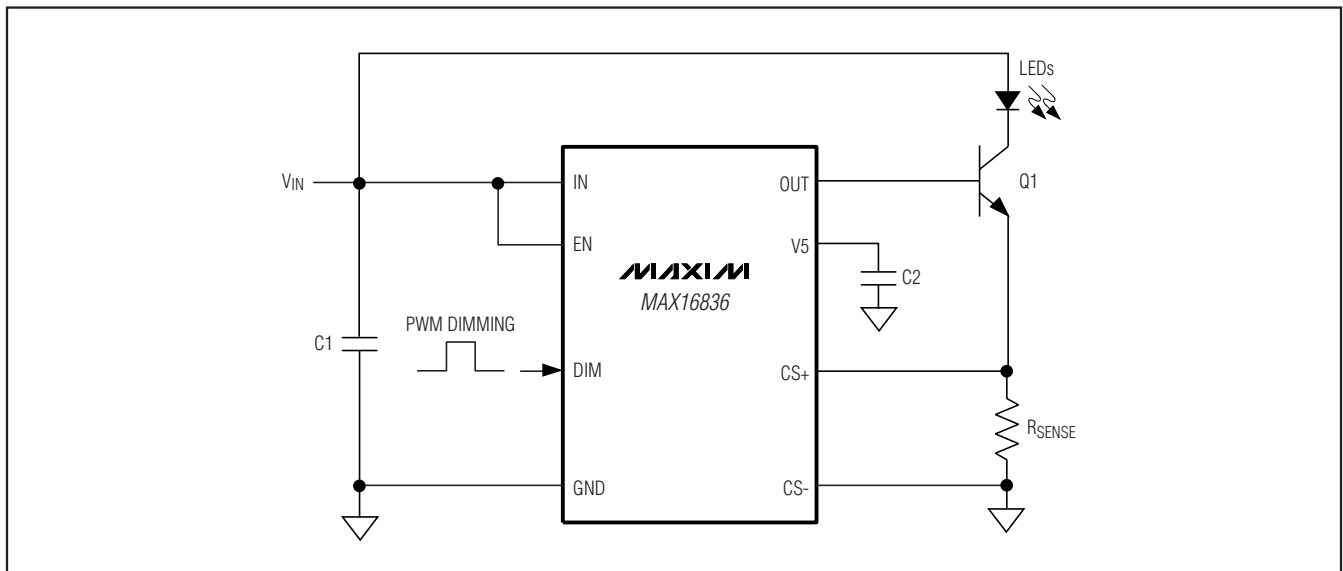 LEDs
VIN
IN
OUT
Q1
EN
V5
MAXIM
MAX16836
C2
PWM DIMMING
C1
DIM
CS+
RSENSE
GND
CS-